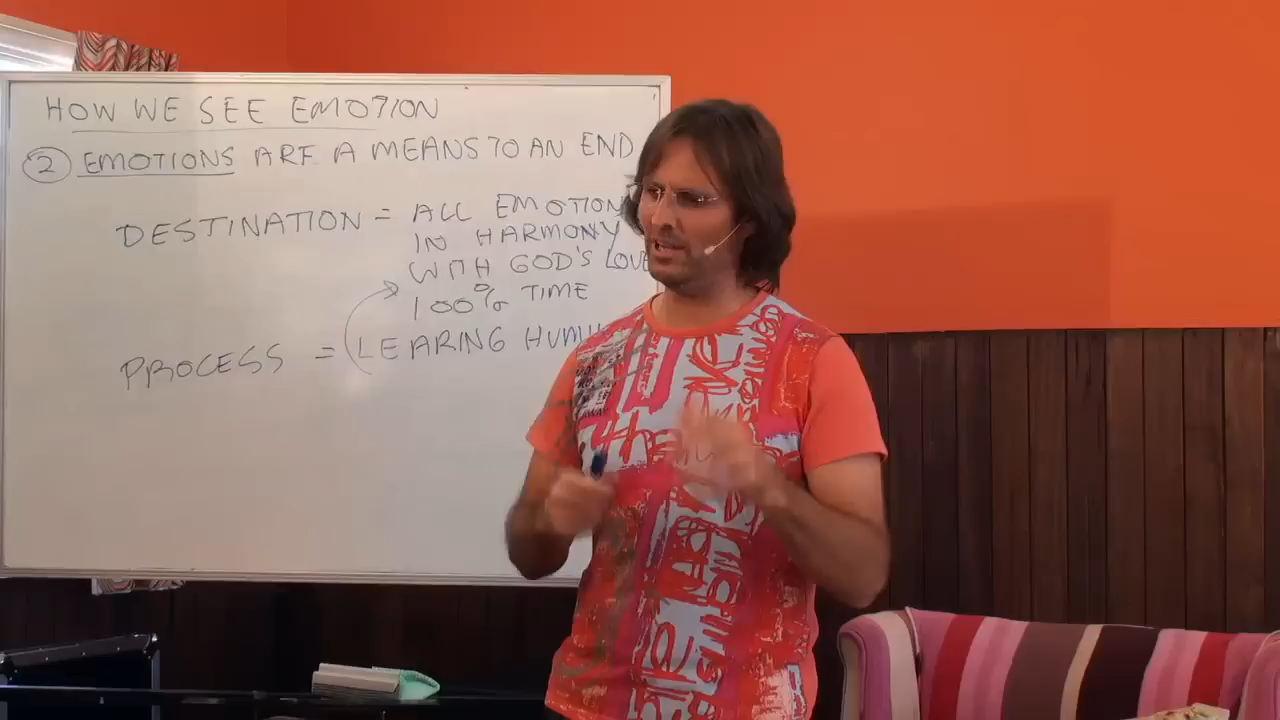 HOW WE SEE EMOTION
2 EMOTIONS ARE A MEANS TO AN END
DESTINATION = ALL EMOTION
IN HARMONY
WITH GOD'S LOVE
100% TIME
PROCESS = LEARING